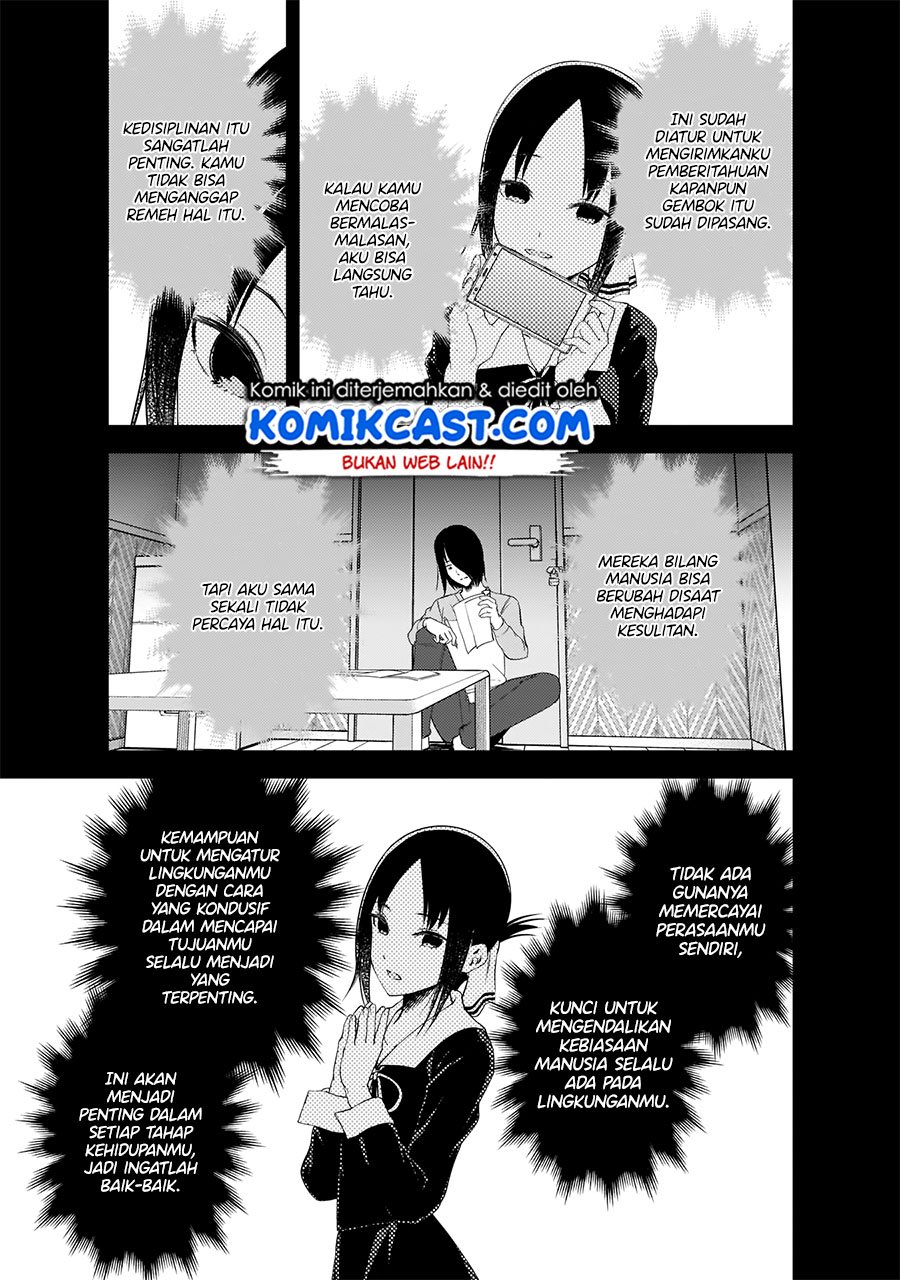 INI SUDAH
DIATUR UNTUK
MENGIRIMKANKU
PEMBERITAHUAN
KAPANPUN
GEMBOK ITU
SUDAH DIPASANG.
KALAU KAMU
MENCOBA
BERMALAS-
MALASAN,
AKU BISA
LANGSUNG
TAHU.
KEDISIPLINAN ITU
SANGATLAH
PENTING. KAMU
TIDAK BISA
MENGANGGAP
REMEH HAL ITU.
Komik ini diterjemahkan & diedit oleh
KOMIKCAST.COM
BUKAN WEB LAIN!!
MEREKA BILANG
MANUSIA BISA
BERUBAH DISAAT
MENGHADAPI
KESULITAN.
TAPI AKU SAMA
SEKALI TIDAK
PERCAYA HAL ITU.
TIDAK ADA
GUNANYA
MEMERCAYAI
PERASAANMU
SENDIRI,
KUNCI UNTUK
MENGENDALIKAN
KEBIASAAN
MANUSIA SELALU
ADA PADA
LINGKUNGANMU.
KEMAMPUAN
UNTUK MENGATUR
LINGKUNGANMU
DENGAN CARA
YANG KONDUSIF
DALAM MENCAPAI
TUJUANMU
SELALU MENJADI
YANG
TERPENTING.
INI AKAN
MENJADI
PENTING DALAM
SETIAP TAHAP
KEHIDUPANMU,
JADI INGATLAH
BAIK-BAIK.